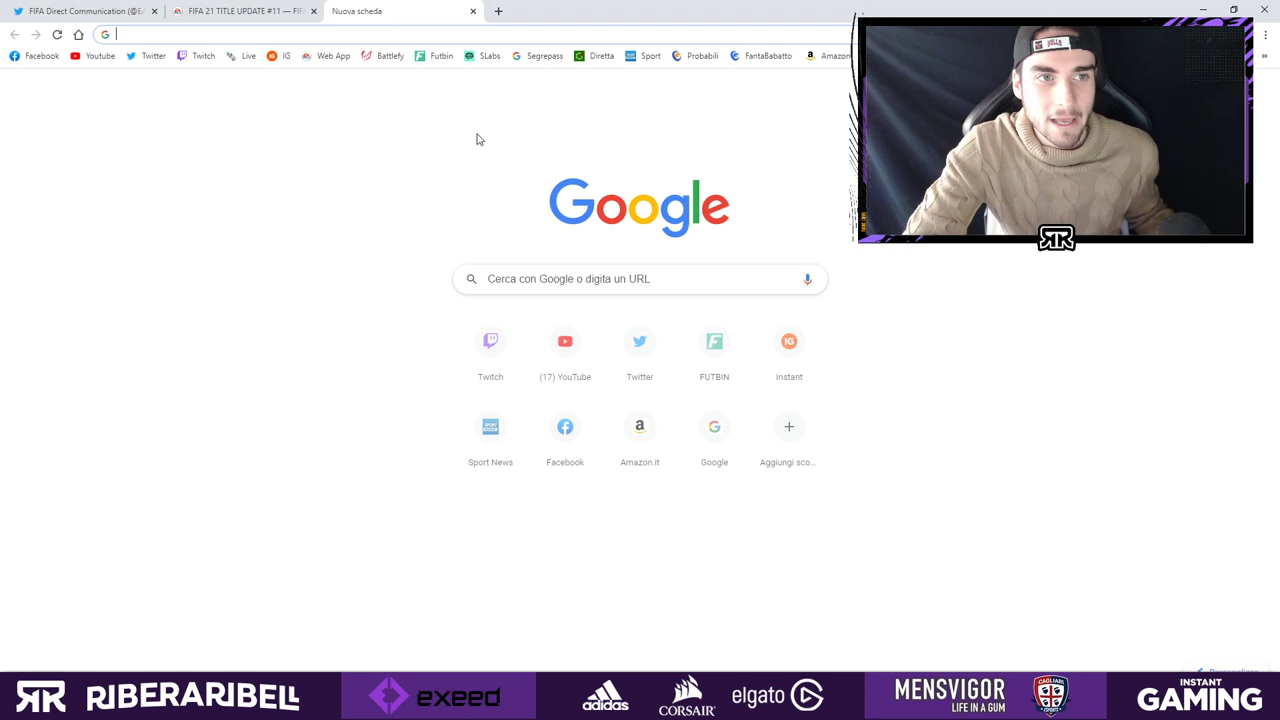 FIFA Direct Communication (@E
FIFA 21 TITLE UPDATE #11 — FI
Nuova scheda
Facebook
Youtube
Twitter
Twitch
Live
IG
Web App
Battlefy
Futbin
SLabs
Segrepass
Diretta
Sport
Probabili
FantaBabatto
Amazon
BULLS
Google
Cerca con Google o digita un URL
Twitch
(17) YouTube
Twitter
FUTBIN
Instant
Sport News
Facebook
Amazon.it
Google
Aggiungi sco...
RIBERARIBELL
exeed
adidas
CORSAIR
elgato
MENSVIGOR
LIFE IN A GUM
CAGLIARI
INSTANT
GAMING